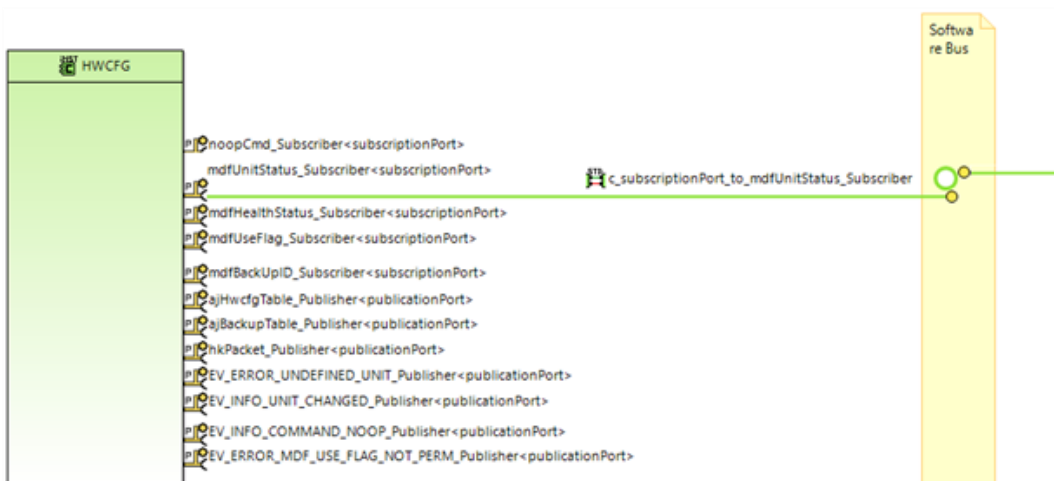 Softwa
re Bus
HWCFG
noopCmd_Subscriber<subscriptionPort>
mdfUnitStatus_Subscriber<subscriptionPort>
c_subscriptionPort_to_mdfUnitStatus_Subscriber
mdfHealthStatus_Subscriber<subscriptionPort>
mdfUseFlag_Subscriber<subscriptionPort>
mdfBackUpID_Subscriber<subscriptionPort>
ajHwcfgTable_Publisher<publicationPort>
ajBackupTable_Publisher<publicationPort>
hkPacket_Publisher<publicationPort>
EV_ERROR_UNDEFINED_UNIT_Publisher<publicationPort>
EV_INFO_UNIT_CHANGED_Publisher<publicationPort>
EV_INFO_COMMAND_NOOP_Publisher<publicationPort>
EV_ERROR_MDF_USE_FLAG_NOT_PERM_Publisher<publicationPort>